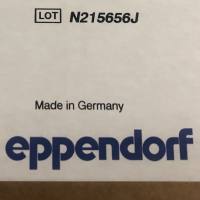 LOT N215656J
Made in Germany
eppendorf